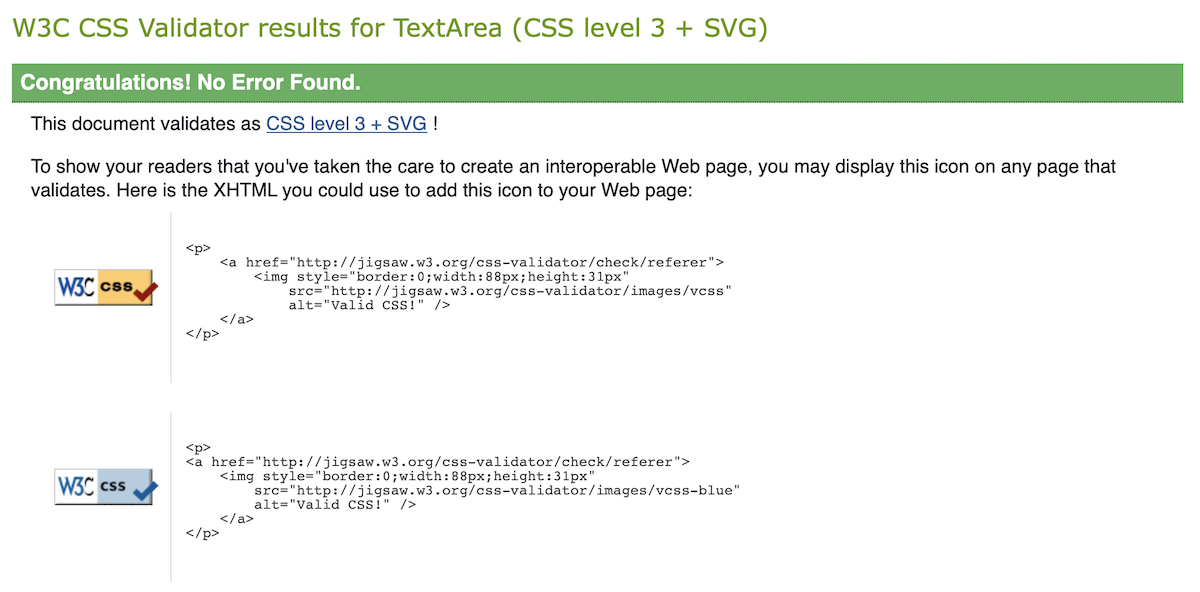 W3C CSS Validator results for TextArea (CSS level 3 + SVG)
Congratulations! No Error Found.
This document validates as CSS level 3 + SVG !
To show your readers that you've taken the care to create an interoperable Web page, you may display this icon on any page that
validates. Here is the XHTML you could use to add this icon to your Web page:
W3C css
<p>
<a href="http://jigsaw.w3.org/css-validator/check/referer">
<img style="border:0;width:88px;height:31px"
src="http://jigsaw.w3.org/css-validator/images/vcss"
alt="Valid CSS!" />
</a>
</p>
W3C css
<p>
<a href="http://jigsaw.w3.org/css-validator/check/referer">
<img style="border:0;width:88px;height:31px"
src="http://jigsaw.w3.org/css-validator/images/vcss-blue"
alt="Valid CSS!" />
</a>
</p>